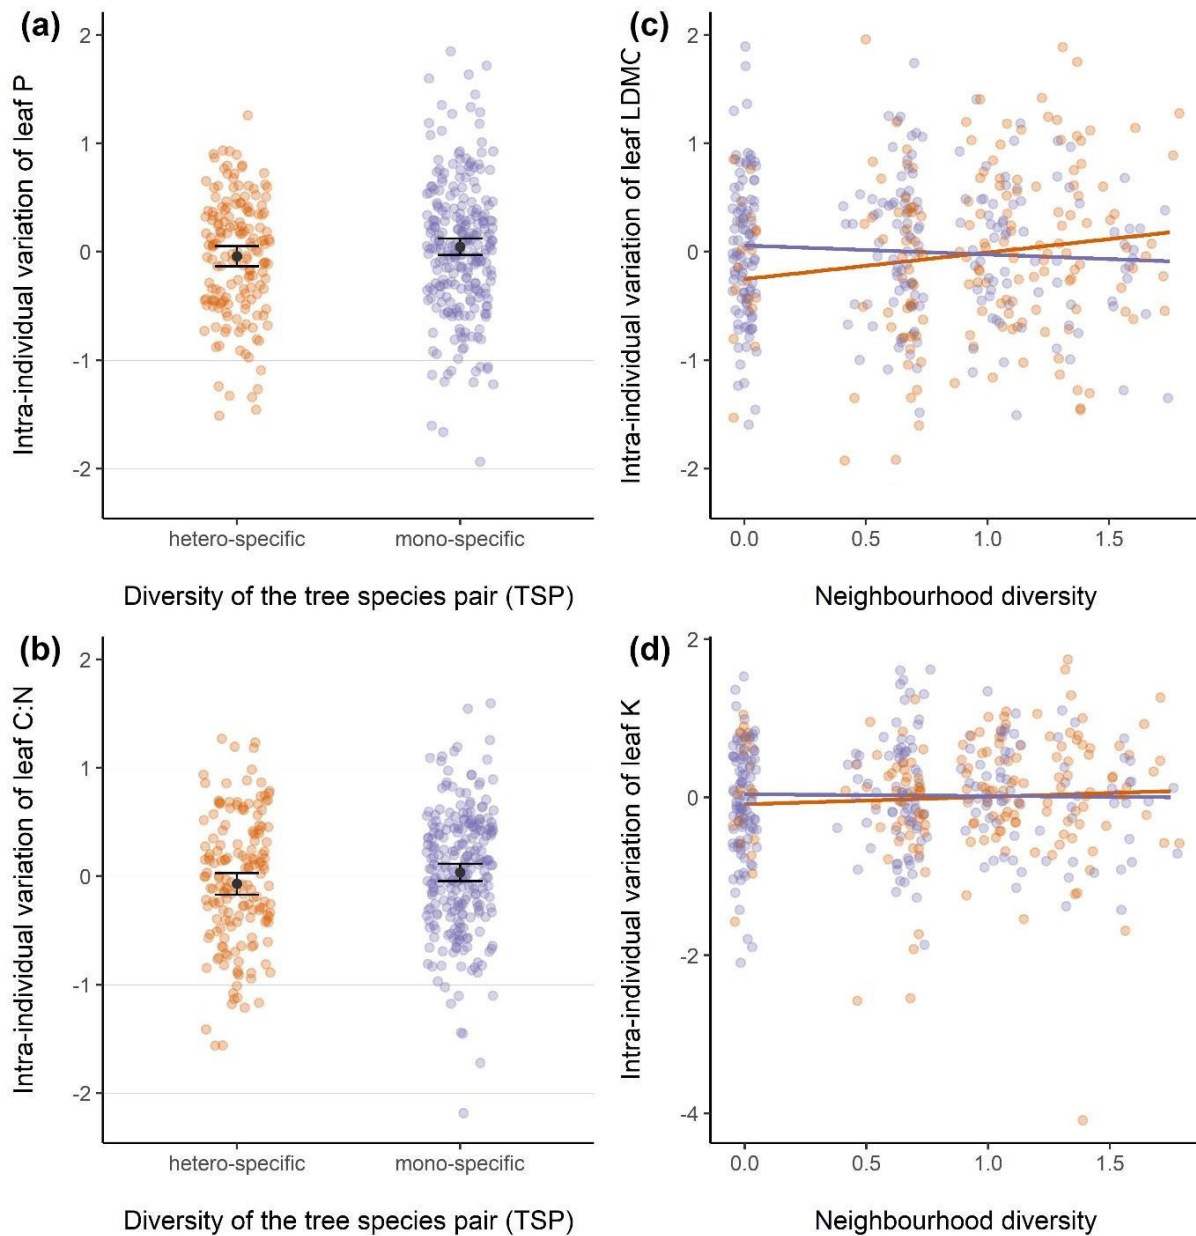 (a)
Intra-individual variation of leaf P
2
1
0
-1
-2
hetero-specific
mono-specific
Diversity of the tree species pair (TSP)
(c)
Intra-individual variation of leaf LDMC
2
1
0
-1
-2
0.0
0.5
1.0
1.5
Neighbourhood diversity
(b)
Intra-individual variation of leaf C:N
2
1
0
-1
-2
hetero-specific
mono-specific
Diversity of the tree species pair (TSP)
(d)
Intra-individual variation of leaf K
2
0
-2
-4
0.0
0.5
1.0
1.5
Neighbourhood diversity